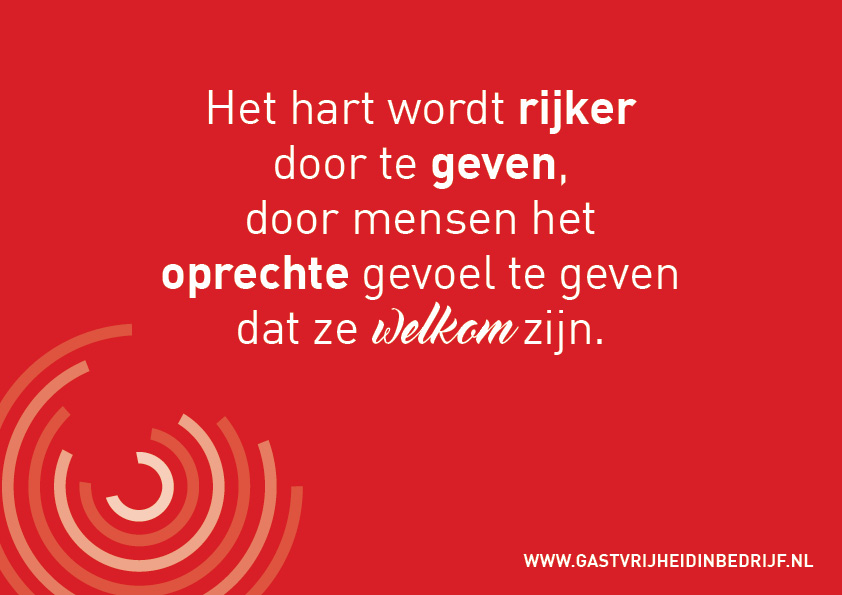 Het hart wordt rijker
door te geven,
door mensen het
oprechte gevoel te geven
dat ze welkom zijn.
WWW.GASTVRIJHEIDINBEDRIJF.NL